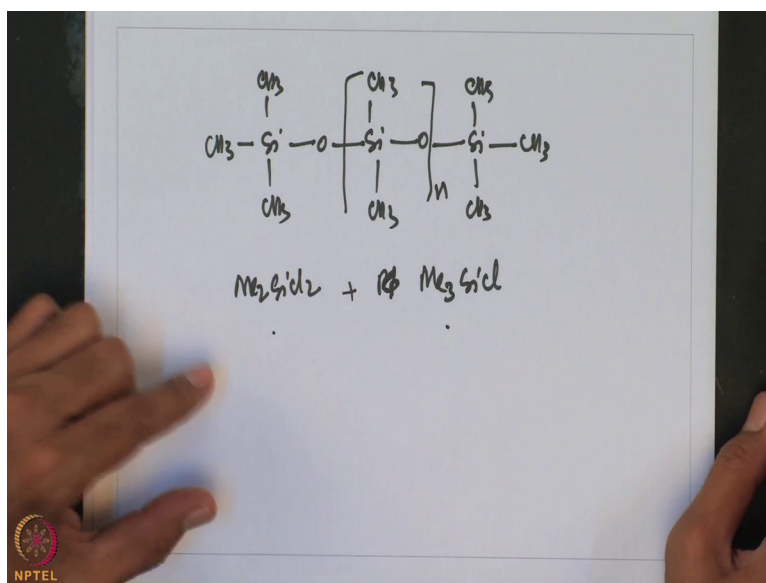 CH3 CH3 CH3
CH3 — Si — O — [ Si — O ]n — Si — CH3
CH3 CH3 CH3
Me2SiCl2 + Me3SiCl
NPTEL